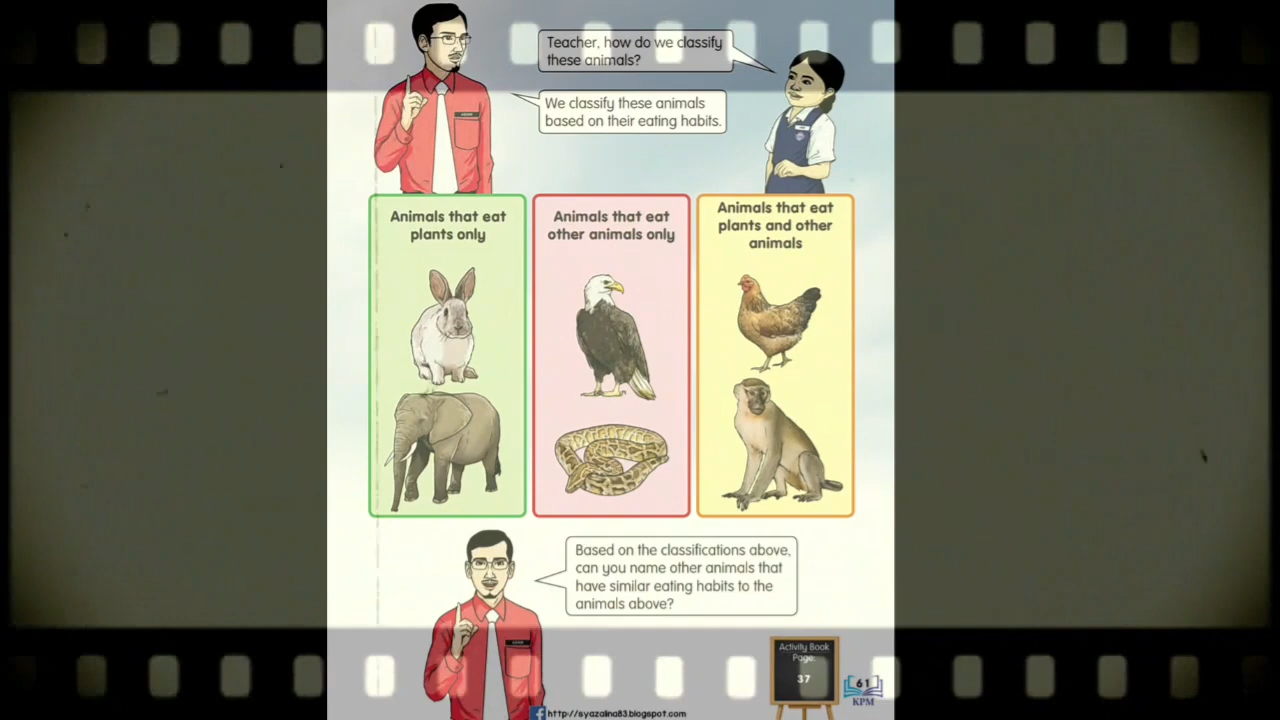 Teacher, how do we classify
these animals?
We classify these animals
based on their eating habits.
Animals that eat
plants only
Animals that eat
other animals only
Animals that eat
plants and other
animals
Based on the classifications above,
can you name other animals that
have similar eating habits to the
animals above?
Activity Book
Page:
37
61
KPM
http://syazalina83.blogspot.com